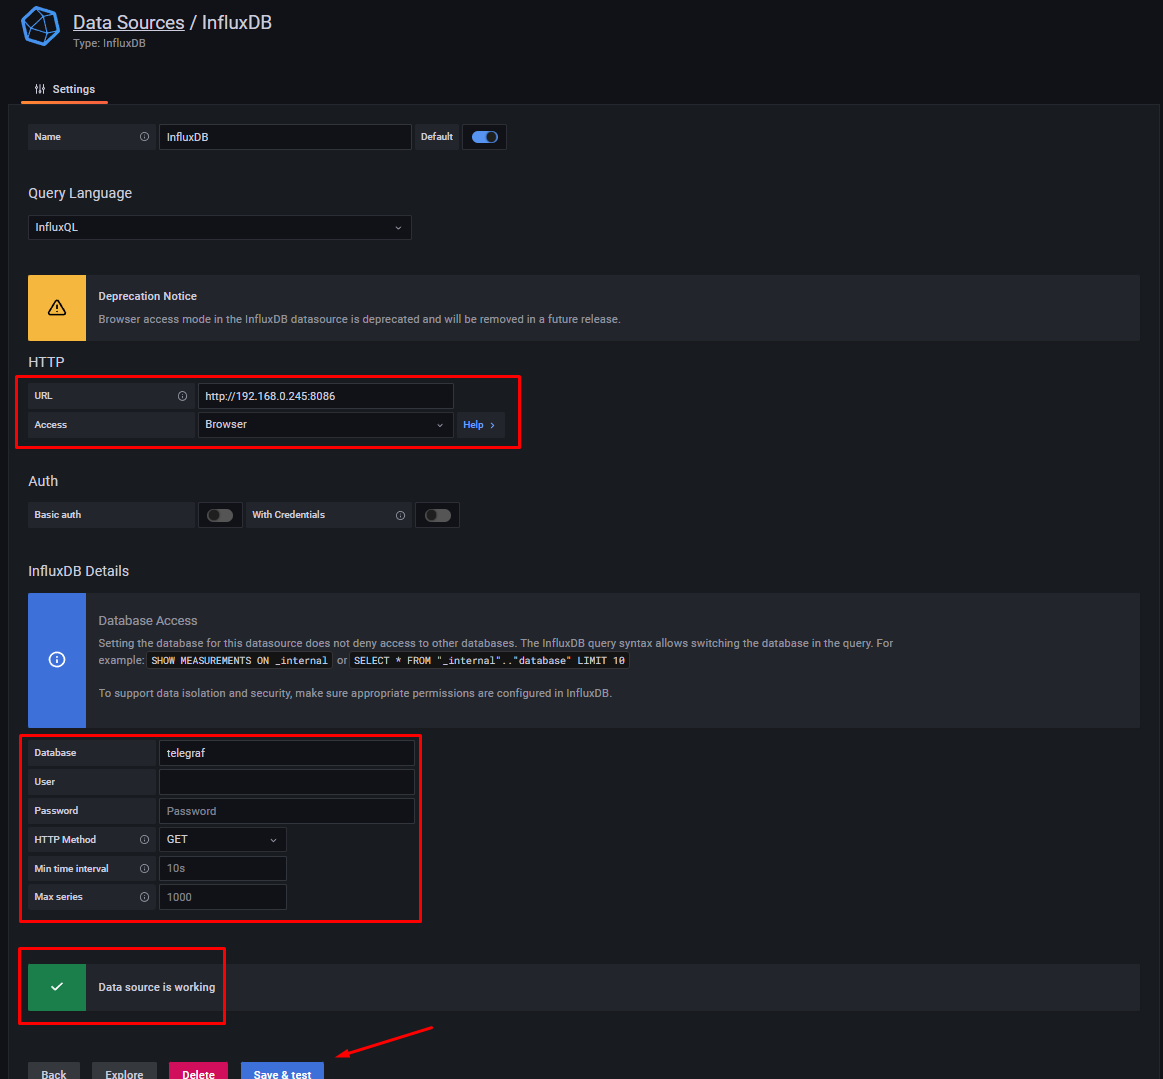 Data Sources / InfluxDB
Type: InfluxDB
Settings
Name InfluxDB Default
Query Language
InfluxQL
Deprecation Notice
Browser access mode in the InfluxDB datasource is deprecated and will be removed in a future release.
HTTP
URL http://192.168.0.245:8086
Access Browser Help >
Auth
Basic auth With Credentials
InfluxDB Details
Database Access
Setting the database for this datasource does not deny access to other databases. The InfluxDB query syntax allows switching the database in the query. For
example: SHOW MEASUREMENTS ON _internal or SELECT * FROM "_internal".."database" LIMIT 10
To support data isolation and security, make sure appropriate permissions are configured in InfluxDB.
Database telegraf
User
Password Password
HTTP Method GET
Min time interval 10s
Max series 1000
Data source is working
Back Explore Delete Save & test